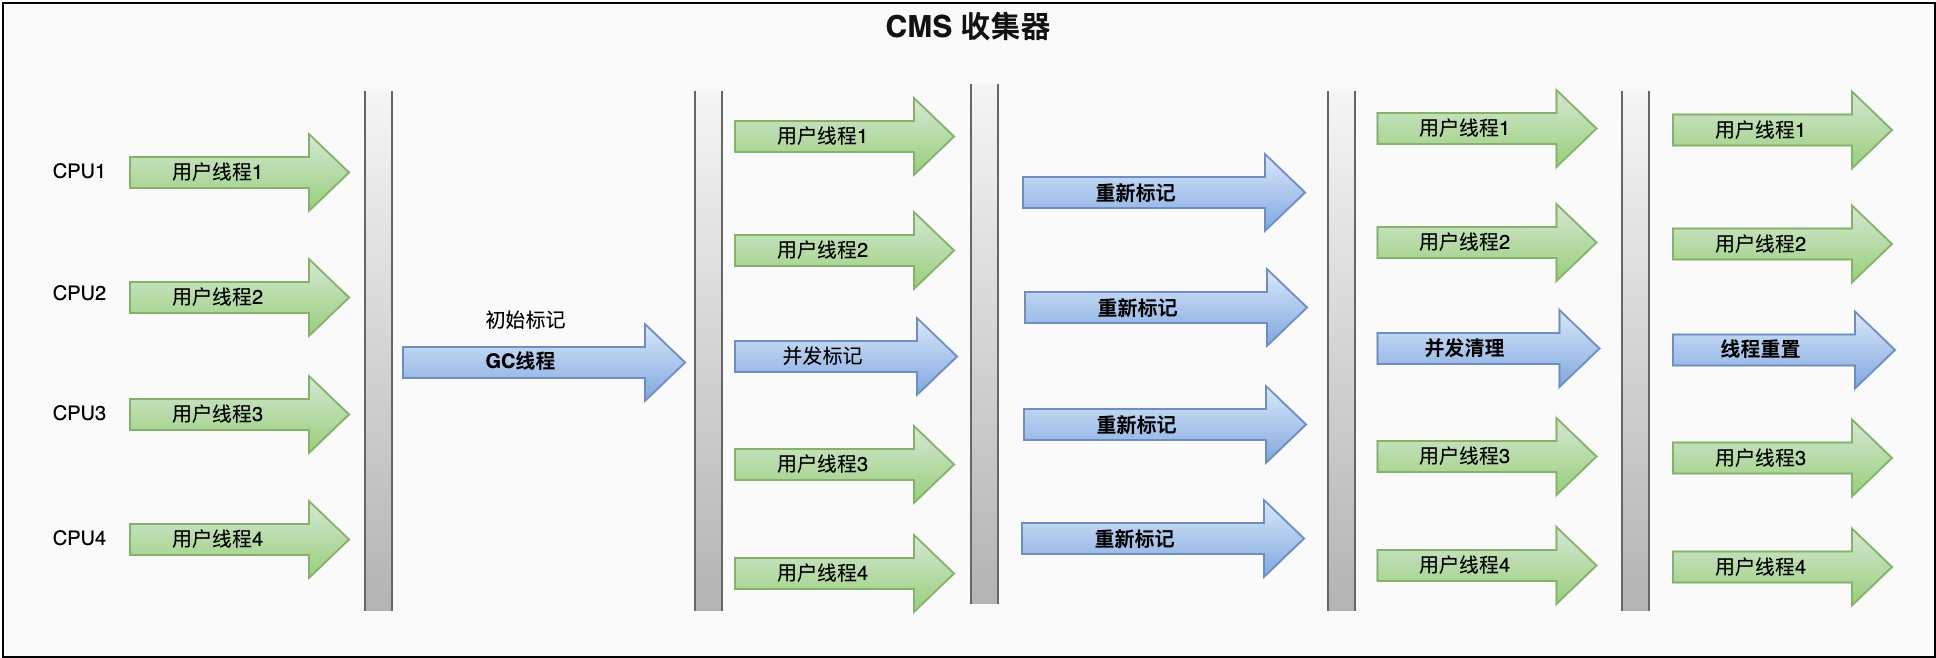 CMS 收集器
CPU1
用户线程1
CPU2
用户线程2
CPU3
用户线程3
CPU4
用户线程4
初始标记
GC线程
用户线程1
用户线程2
并发标记
用户线程3
用户线程4
重新标记
重新标记
重新标记
重新标记
用户线程1
用户线程2
并发清理
用户线程3
用户线程4
用户线程1
用户线程2
线程重置
用户线程3
用户线程4